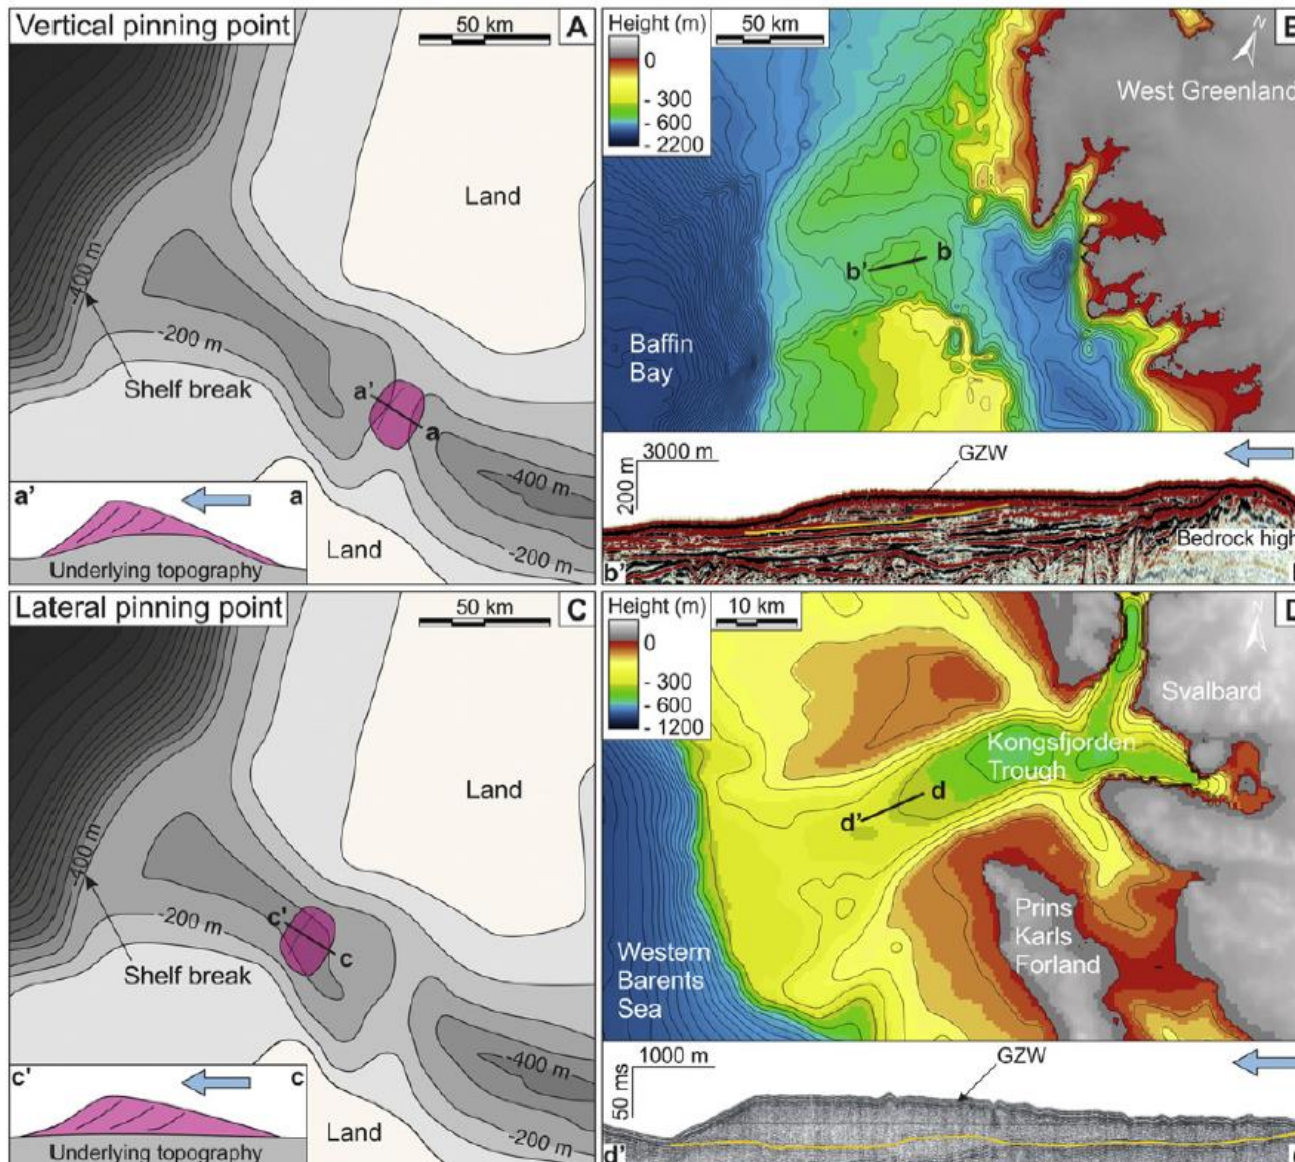 Vertical pinning point
50 km
A
Land
-400 m
-200 m
Shelf break
a'
a
-400 m
-200 m
Land
a'
a
Underlying topography
Height (m)
0
- 300
- 600
- 2200
50 km
N
West Greenland
b'
b
Baffin
Bay
3000 m
200 m
GZW
Bedrock high
b'
Lateral pinning point
50 km
C
Land
-400 m
-200 m
Shelf break
c'
c
-400 m
-200 m
Land
c'
c
Underlying topography
Height (m)
0
- 300
- 600
- 1200
10 km
D
N
Svalbard
Kongsfjorden
Trough
d
d'
Prins
Karls
Forland
Western
Barents
Sea
1000 m
50 ms
GZW
d'